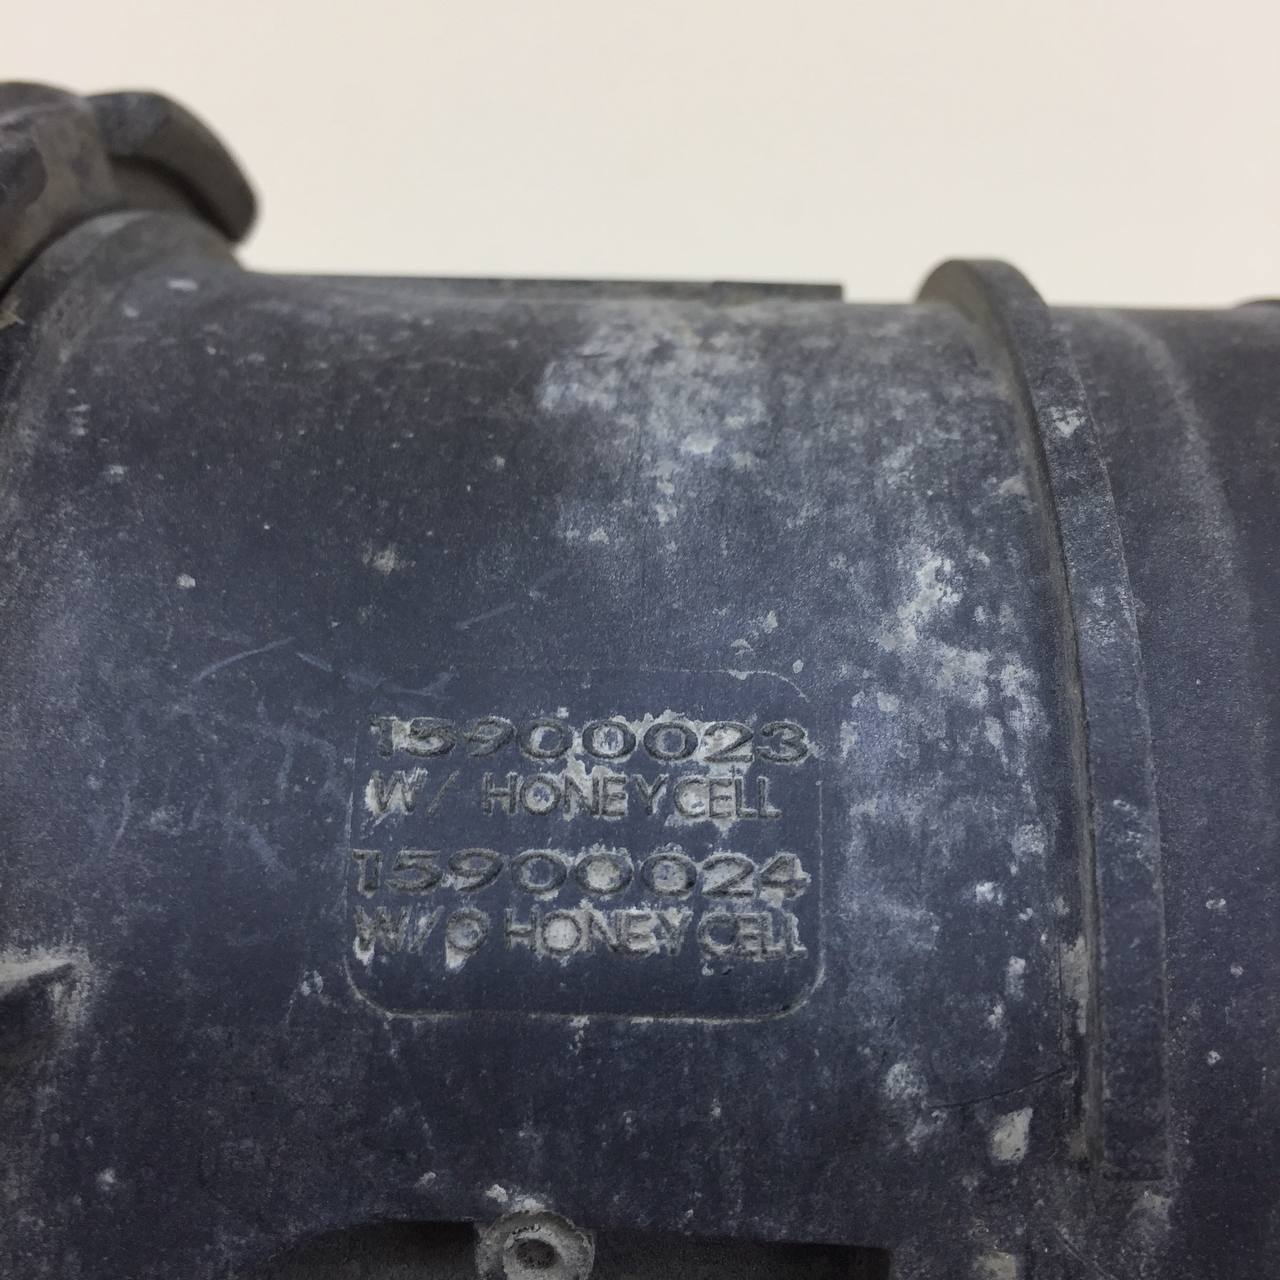 15900023
W/ HONEYCELL
15900024
W/O HONEYCELL